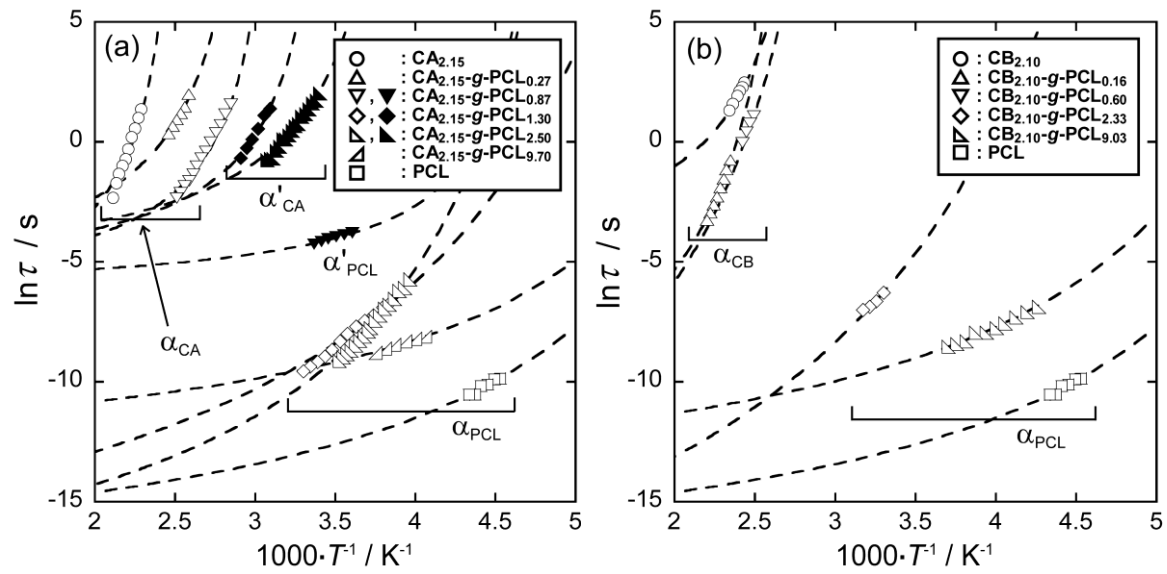 (a)
5
0
-5
-10
-15
ln τ / s
: CA2.15
: CA2.15-g-PCL0.27
, : CA2.15-g-PCL0.87
, : CA2.15-g-PCL1.30
, : CA2.15-g-PCL2.50
: CA2.15-g-PCL9.70
: PCL
α'CA
α'PCL
αCA
αPCL
2 2.5 3 3.5 4 4.5 5
1000·T-1 / K-1
(b)
5
0
-5
-10
-15
ln τ / s
: CB2.10
: CB2.10-g-PCL0.16
: CB2.10-g-PCL0.60
: CB2.10-g-PCL2.33
: CB2.10-g-PCL9.03
: PCL
αCB
αPCL
2 2.5 3 3.5 4 4.5 5
1000·T-1 / K-1